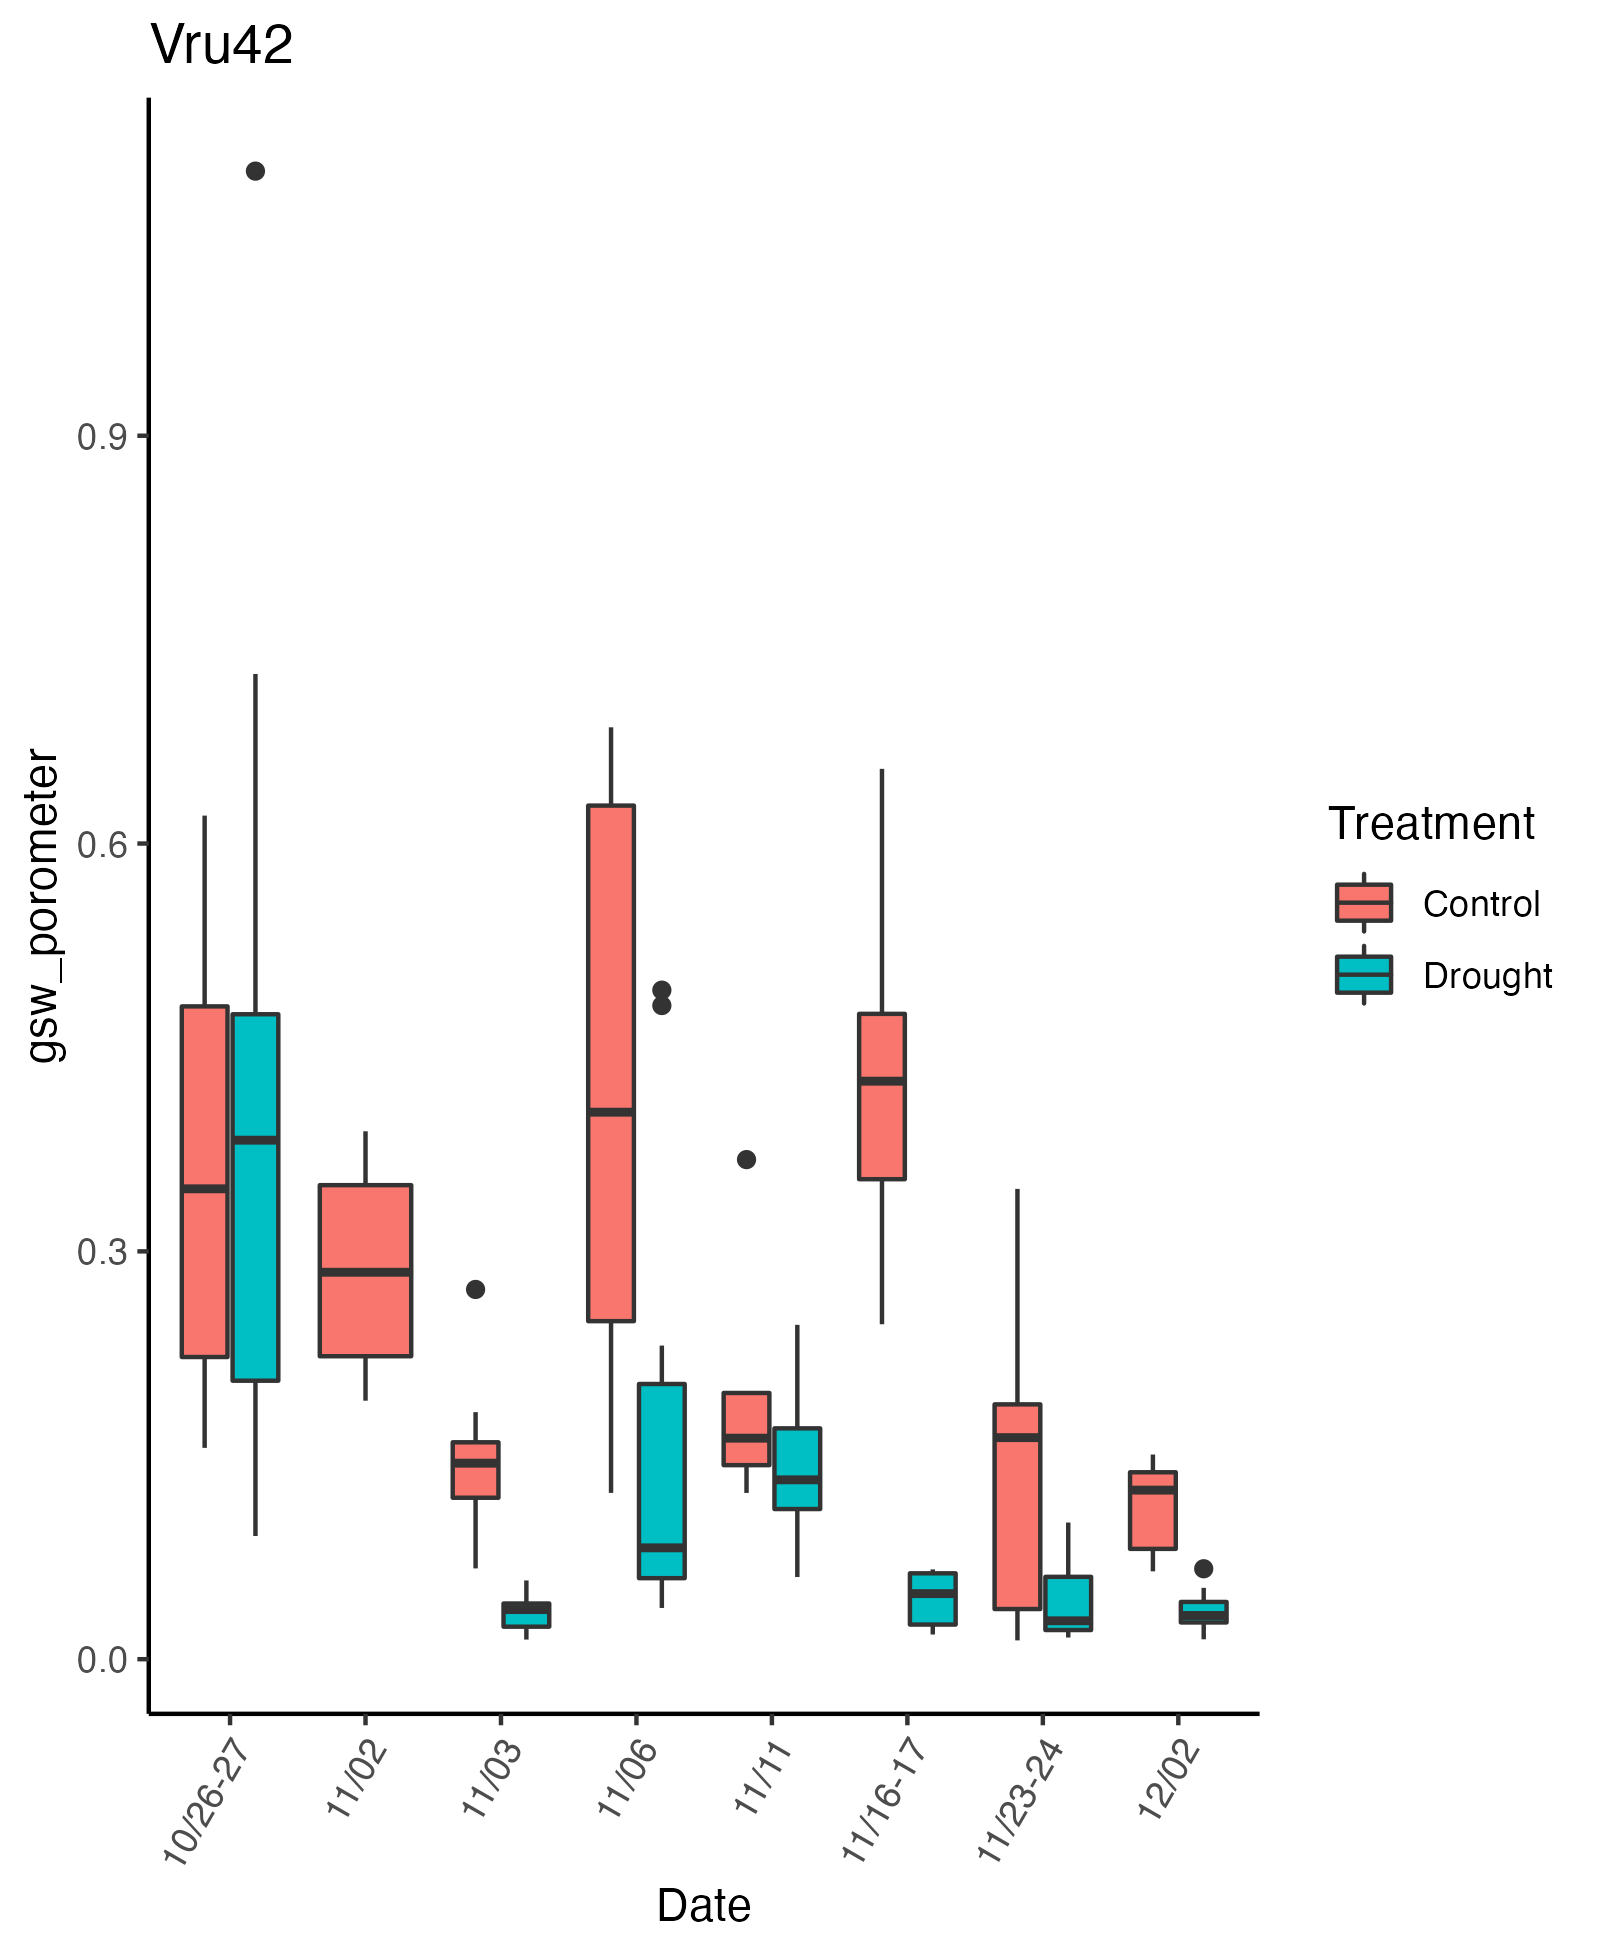 Vru42
gsw_porometer
0.9
0.6
0.3
0.0
10/26-27
11/02
11/03
11/06
11/11
11/16-17
11/23-24
12/02
Date
Treatment
Control
Drought